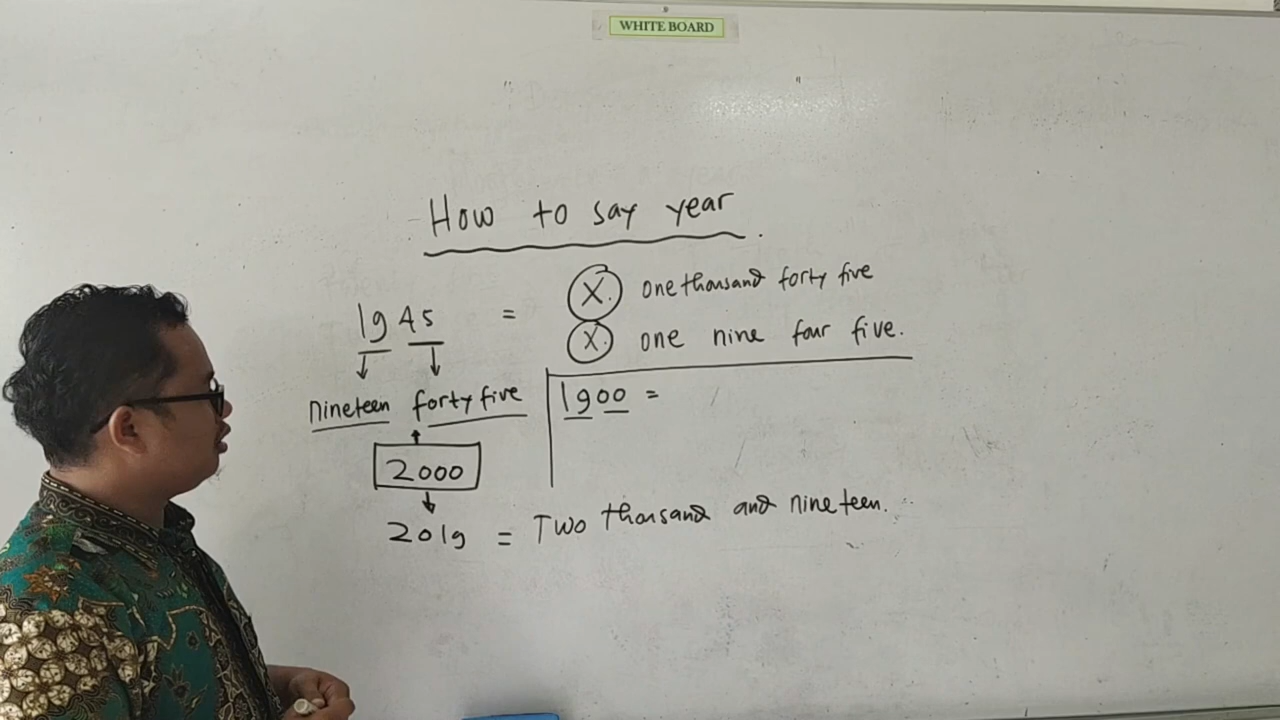 WHITE BOARD
How to say year.
1945 = X. one thousand forty five
X. one nine four five.
nineteen forty five
1900 =
2000
2019 = Two thousand and nineteen.